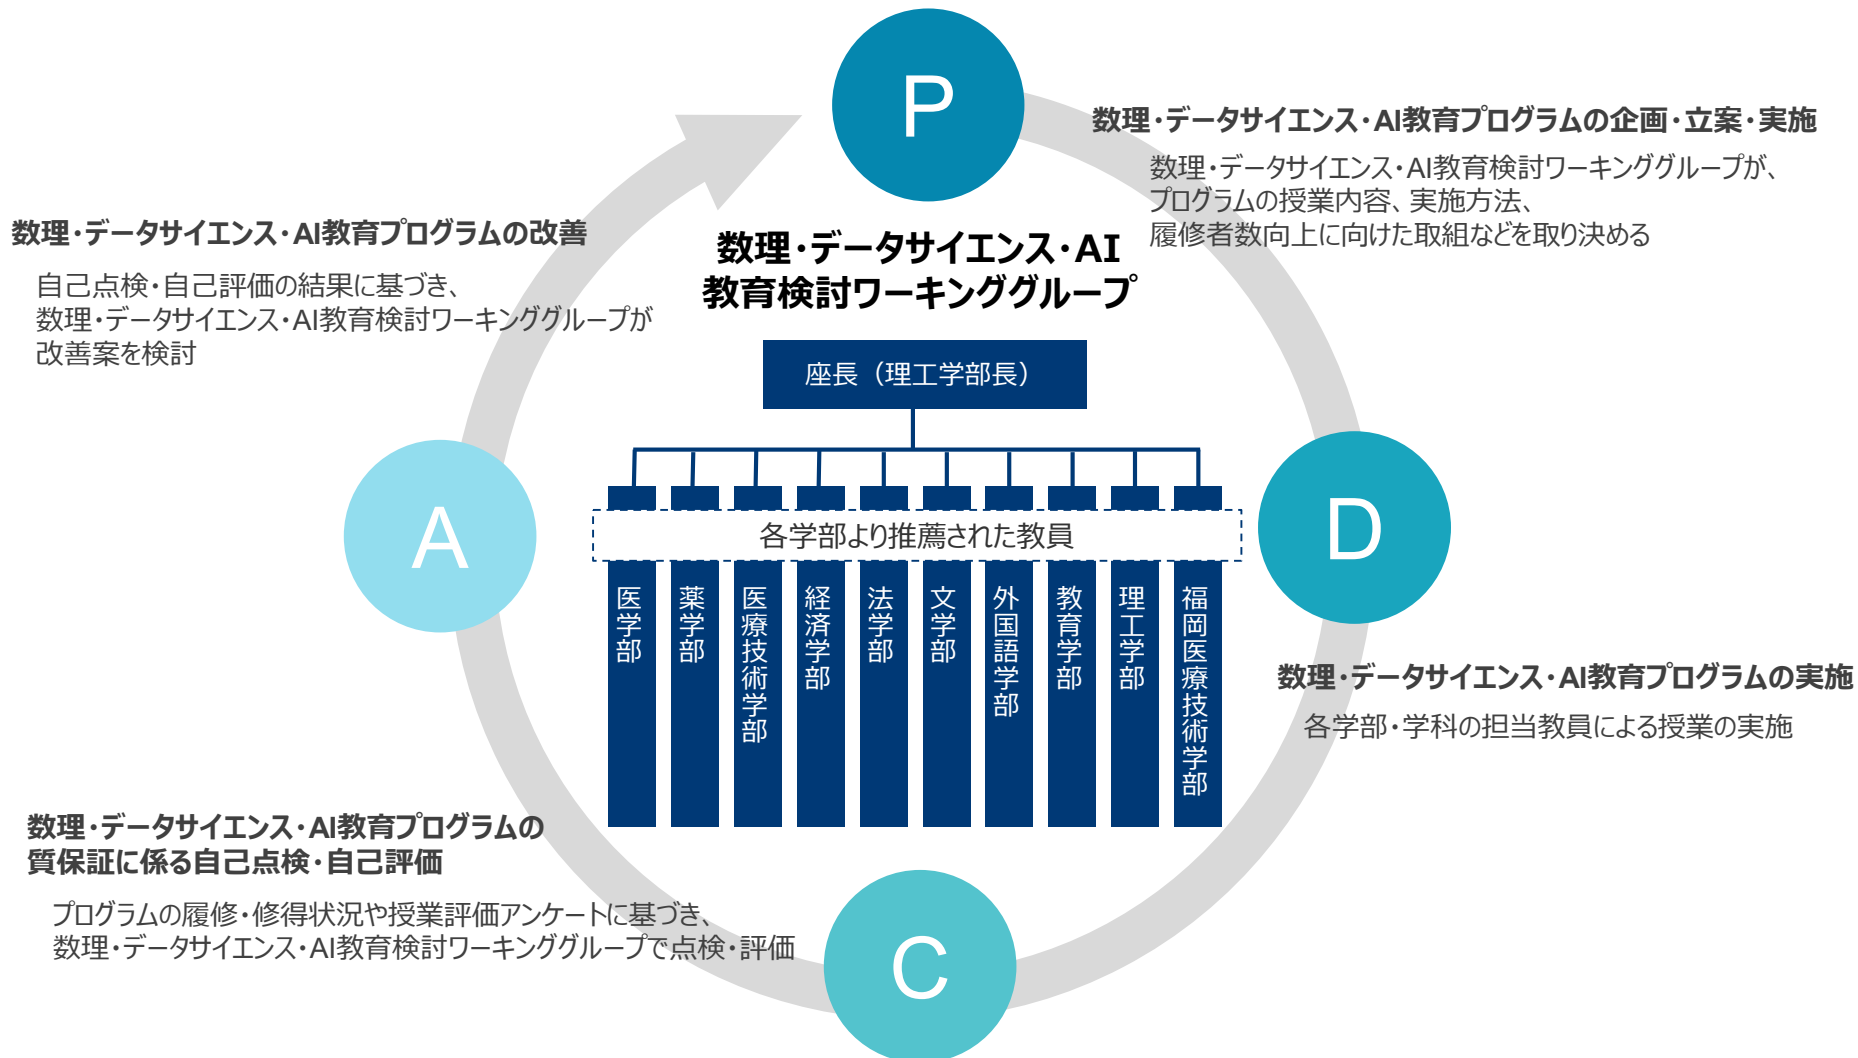 P
数理・データサイエンス・AI教育プログラムの企画・立案・実施
数理・データサイエンス・AI教育検討ワーキンググループが、
プログラムの授業内容、実施方法、
履修者数向上に向けた取組などを取り決める
数理・データサイエンス・AI教育プログラムの改善
自己点検・自己評価の結果に基づき、
数理・データサイエンス・AI教育検討ワーキンググループが
改善案を検討
数理・データサイエンス・AI
教育検討ワーキンググループ
座長（理工学部長）
各学部より推薦された教員
医学部
薬学部
医療技術学部
経済学部
法学部
文学部
外国語学部
教育学部
理工学部
福岡医療技術学部
A
D
数理・データサイエンス・AI教育プログラムの実施
各学部・学科の担当教員による授業の実施
数理・データサイエンス・AI教育プログラムの
質保証に係る自己点検・自己評価
プログラムの履修・修得状況や授業評価アンケートに基づき、
数理・データサイエンス・AI教育検討ワーキンググループで点検・評価
C